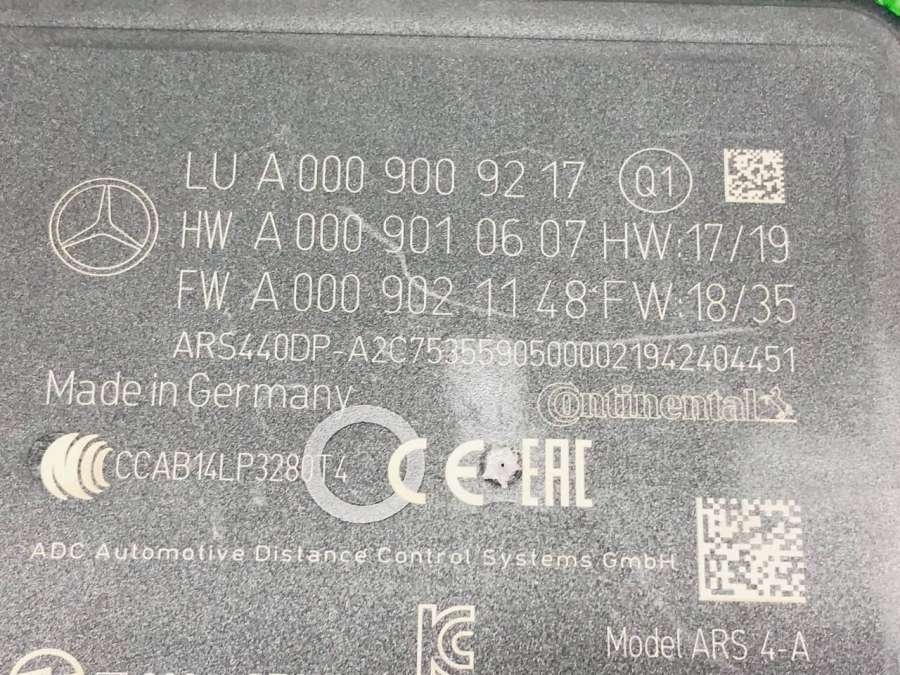 LU A 000 900 92 17 Q1
HW A 000 901 06 07 HW:17/19
FW A 000 902 11 48 FW:18/35
ARS440DP-A2C75355905000021942404451
Made in Germany
Continental
CCAB14LP3280T4 CE EAC
ADC Automotive Distance Control Systems GmbH
Model ARS 4-A